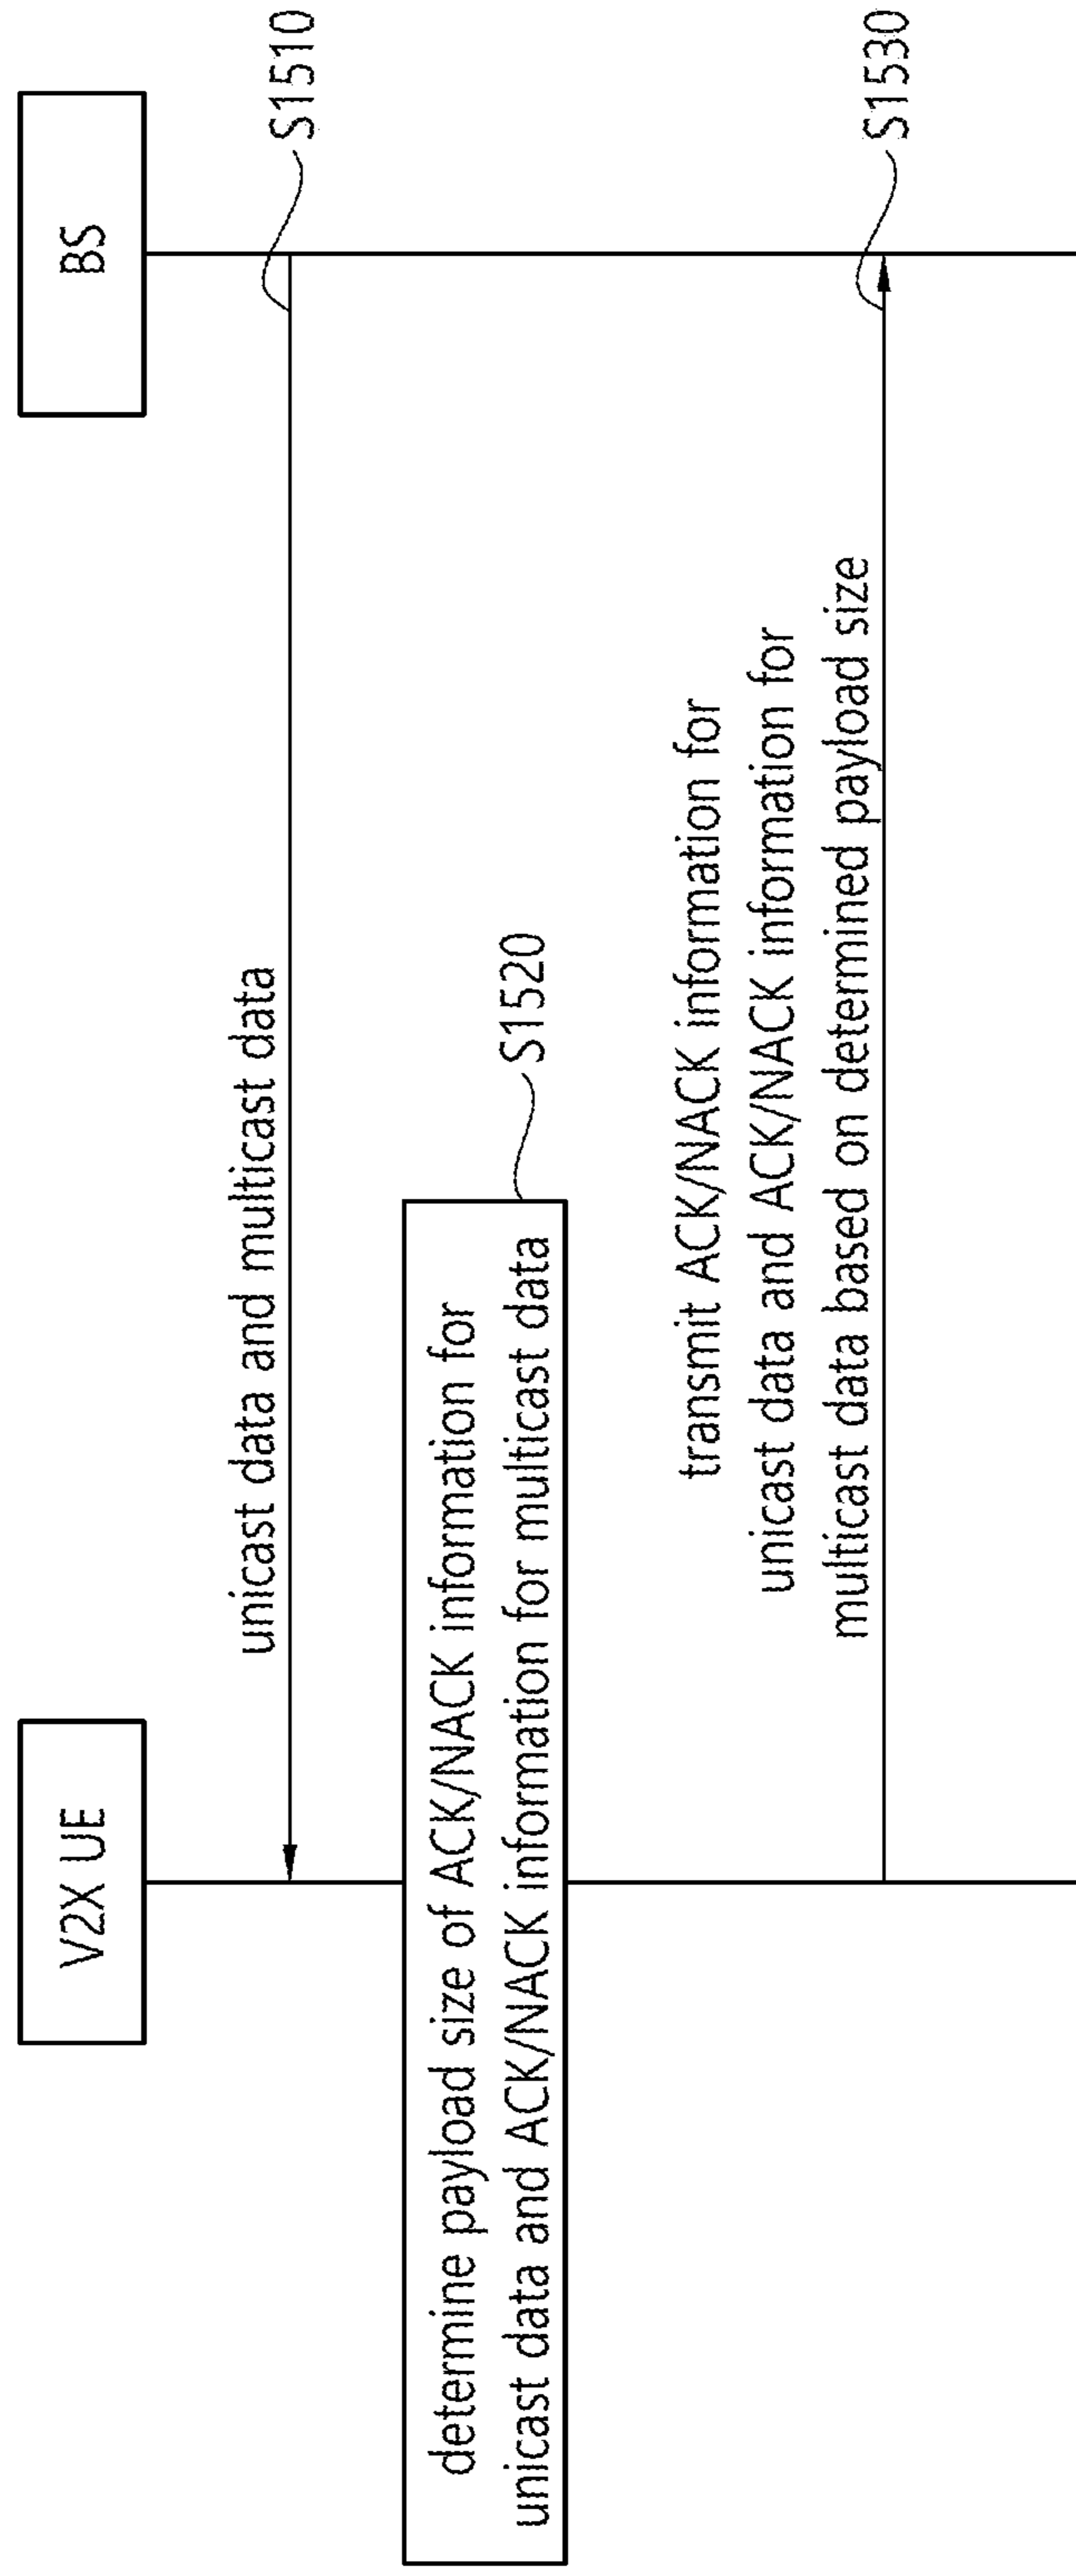 V2X UE
BS
unicast data and multicast data
S1510
determine payload size of ACK/NACK information for
unicast data and ACK/NACK information for multicast data
S1520
transmit ACK/NACK information for
unicast data and ACK/NACK information for
multicast data based on determined payload size
S1530